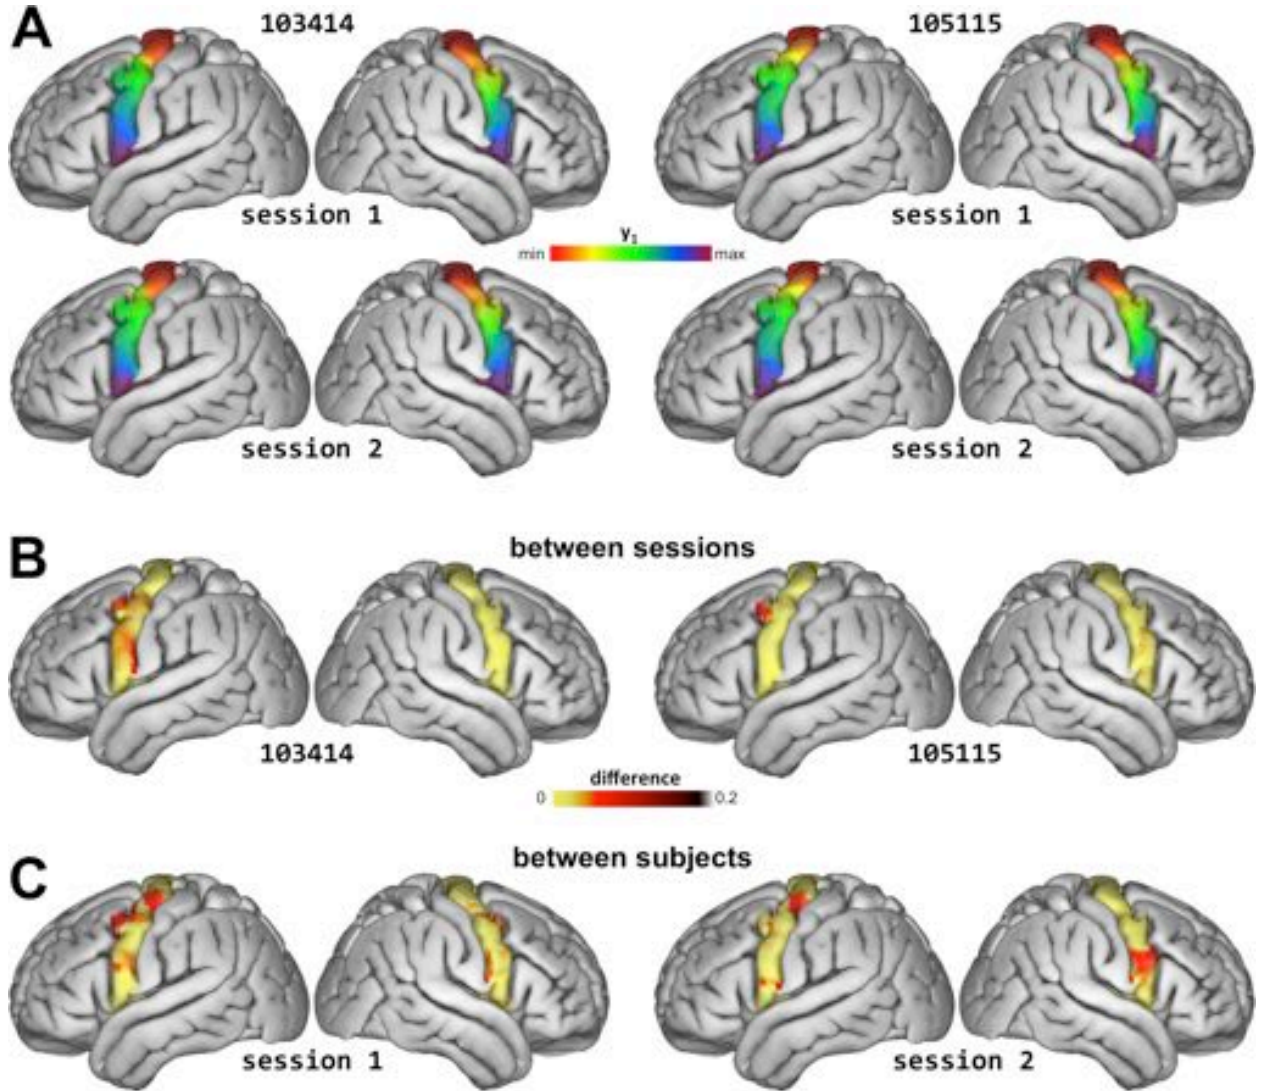 A
103414
105115
session 1
session 1
y₁
min
max
session 2
session 2
B
between sessions
103414
105115
difference
0
0.2
C
between subjects
session 1
session 2